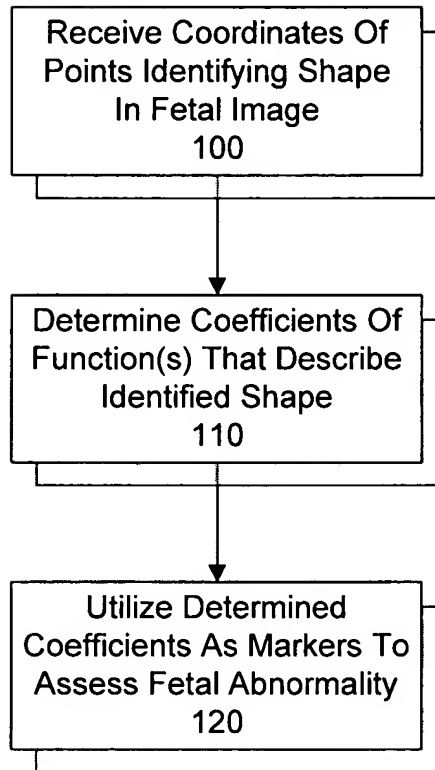 Receive Coordinates Of
Points Identifying Shape
In Fetal Image
100
Determine Coefficients Of
Function(s) That Describe
Identified Shape
110
Utilize Determined
Coefficients As Markers To
Assess Fetal Abnormality
120